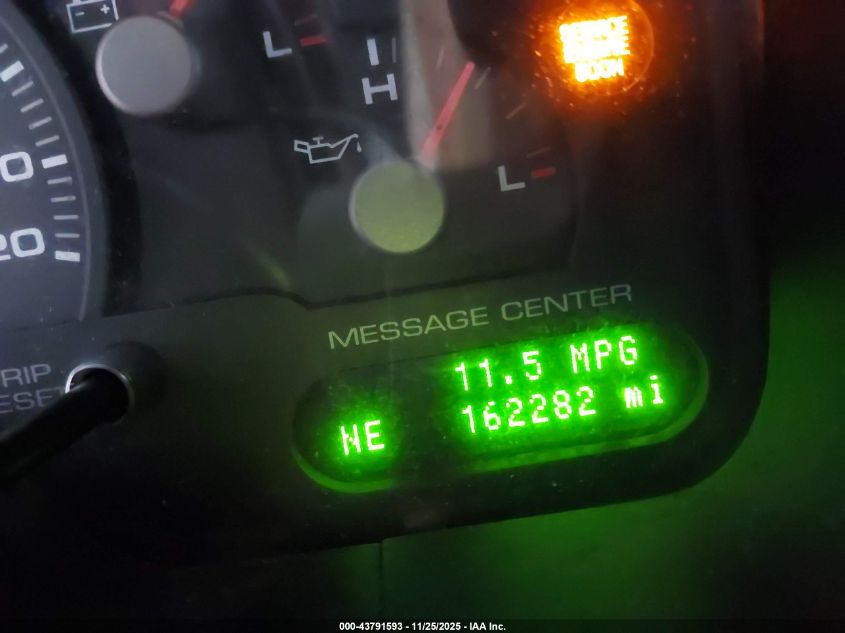 - +
L
H
SERVICE
ENGINE
SOON
0
20
L
MESSAGE CENTER
11.5 MPG
NE 162282 mi
RIP
ESET
000-43791593 - 11/25/2025 - IAA Inc.